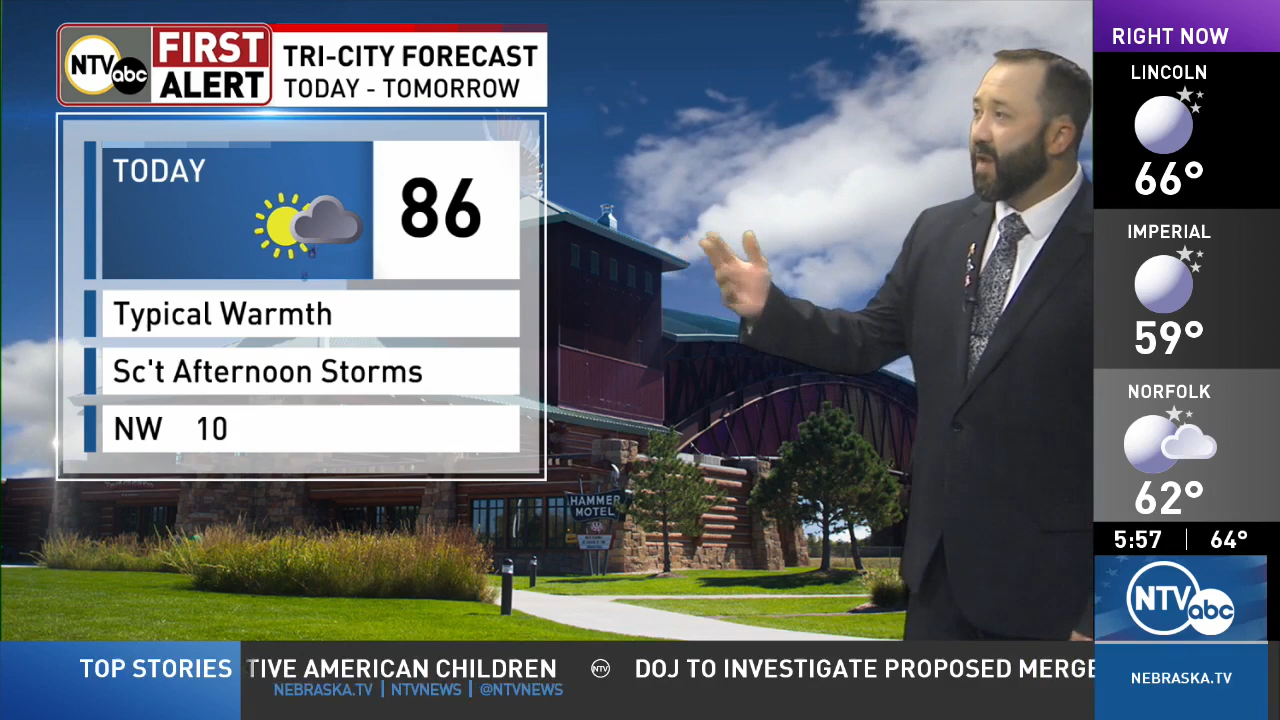 NTV abc
FIRST
ALERT
TRI-CITY FORECAST
TODAY - TOMORROW
TODAY
86
Typical Warmth
Sc't Afternoon Storms
NW 10
HAMMER
MOTEL
RIGHT NOW
LINCOLN
66°
IMPERIAL
59°
NORFOLK
62°
5:57 | 64°
NTV abc
TOP STORIES
TIVE AMERICAN CHILDREN NTV DOJ TO INVESTIGATE PROPOSED MERGE
NEBRASKA.TV | NTVNEWS | @NTVNEWS
NEBRASKA.TV